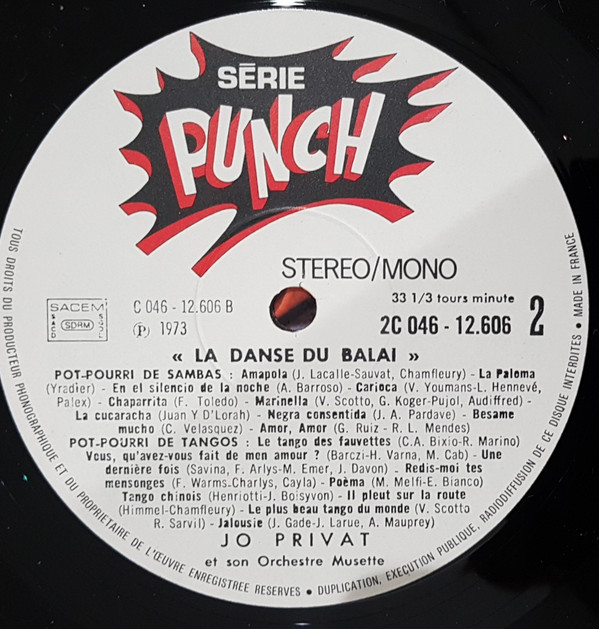 SÉRIE
PUNCH
STEREO/MONO
SACEM
SACD
SDRM
C 046 - 12.606 B
℗ 1973
33 1/3 tours minute
2C 046 - 12.606
2
« LA DANSE DU BALAI »
POT-POURRI DE SAMBAS : Amapola (J. Lacalle-Sauvat, Chamfleury) - La Paloma
(Yradier) - En el silencio de la noche (A. Barroso) - Carioca (V. Youmans-L. Hennevé,
Palex) - Chaparrita (F. Toledo) - Marinella (V. Scotto, G. Koger-Pujol, Audiffred) -
La cucaracha (Juan Y D'Lorah) - Negra consentida (J. A. Pardave) - Besame
mucho (C. Velasquez) - Amor, Amor (G. Ruiz - R. L. Mendes)
POT-POURRI DE TANGOS : Le tango des fauvettes (C.A. Bixio-R. Marino)
Vous, qu'avez-vous fait de mon amour ? (Barczi-H. Varna, M. Cab) - Une
dernière fois (Savina, F. Arlys-M. Emer, J. Davon) - Redis-moi tes
mensonges (F. Warms-Charlys, Cayla) - Poèma (M. Melfi-E. Bianco)
Tango chinois (Henriotti-J. Boisyvon) - Il pleut sur la route
(Himmel-Chamfleury) - Le plus beau tango du monde (V. Scotto
R. Sarvil) - Jalousie (J. Gade-J. Larue, A. Mauprey)
JO PRIVAT
et son Orchestre Musette
TOUS DROITS DU PRODUCTEUR PHONOGRAPHIQUE ET DU PROPRIETAIRE DE L'ŒUVRE ENREGISTREE RESERVES • DUPLICATION, EXECUTION PUBLIQUE, RADIODIFFUSION DE CE DISQUE INTERDITES • MADE IN FRANCE